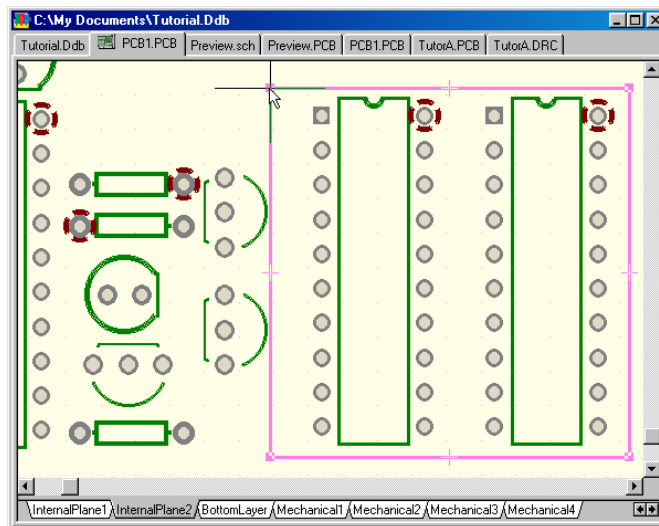 C:\My Documents\Tutorial.Ddb
Tutorial.Ddb PCB1.PCB Preview.sch Preview.PCB PCB1.PCB TutorA.PCB TutorA.DRC
InternalPlane1 InternalPlane2 BottomLayer Mechanical1 Mechanical2 Mechanical3 Mechanical4